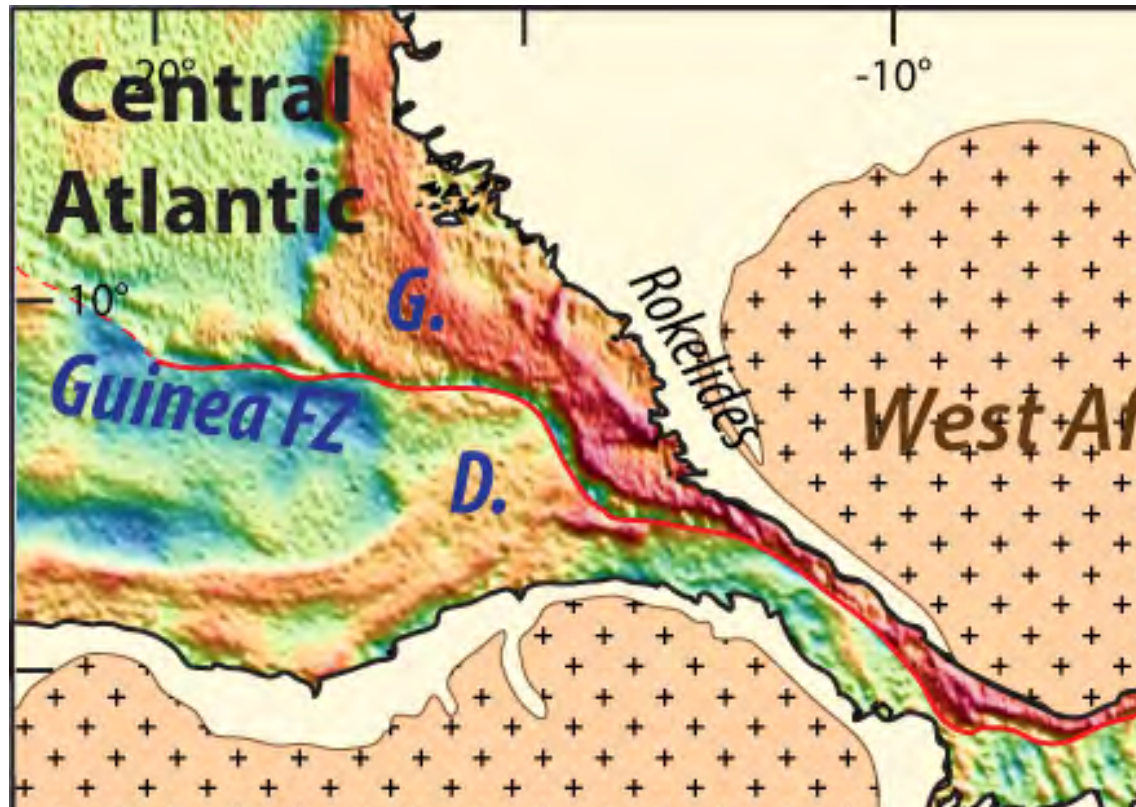 -20°
-10°
Central
Atlantic
10°
G.
Rokelides
Guinea FZ
West Af
D.